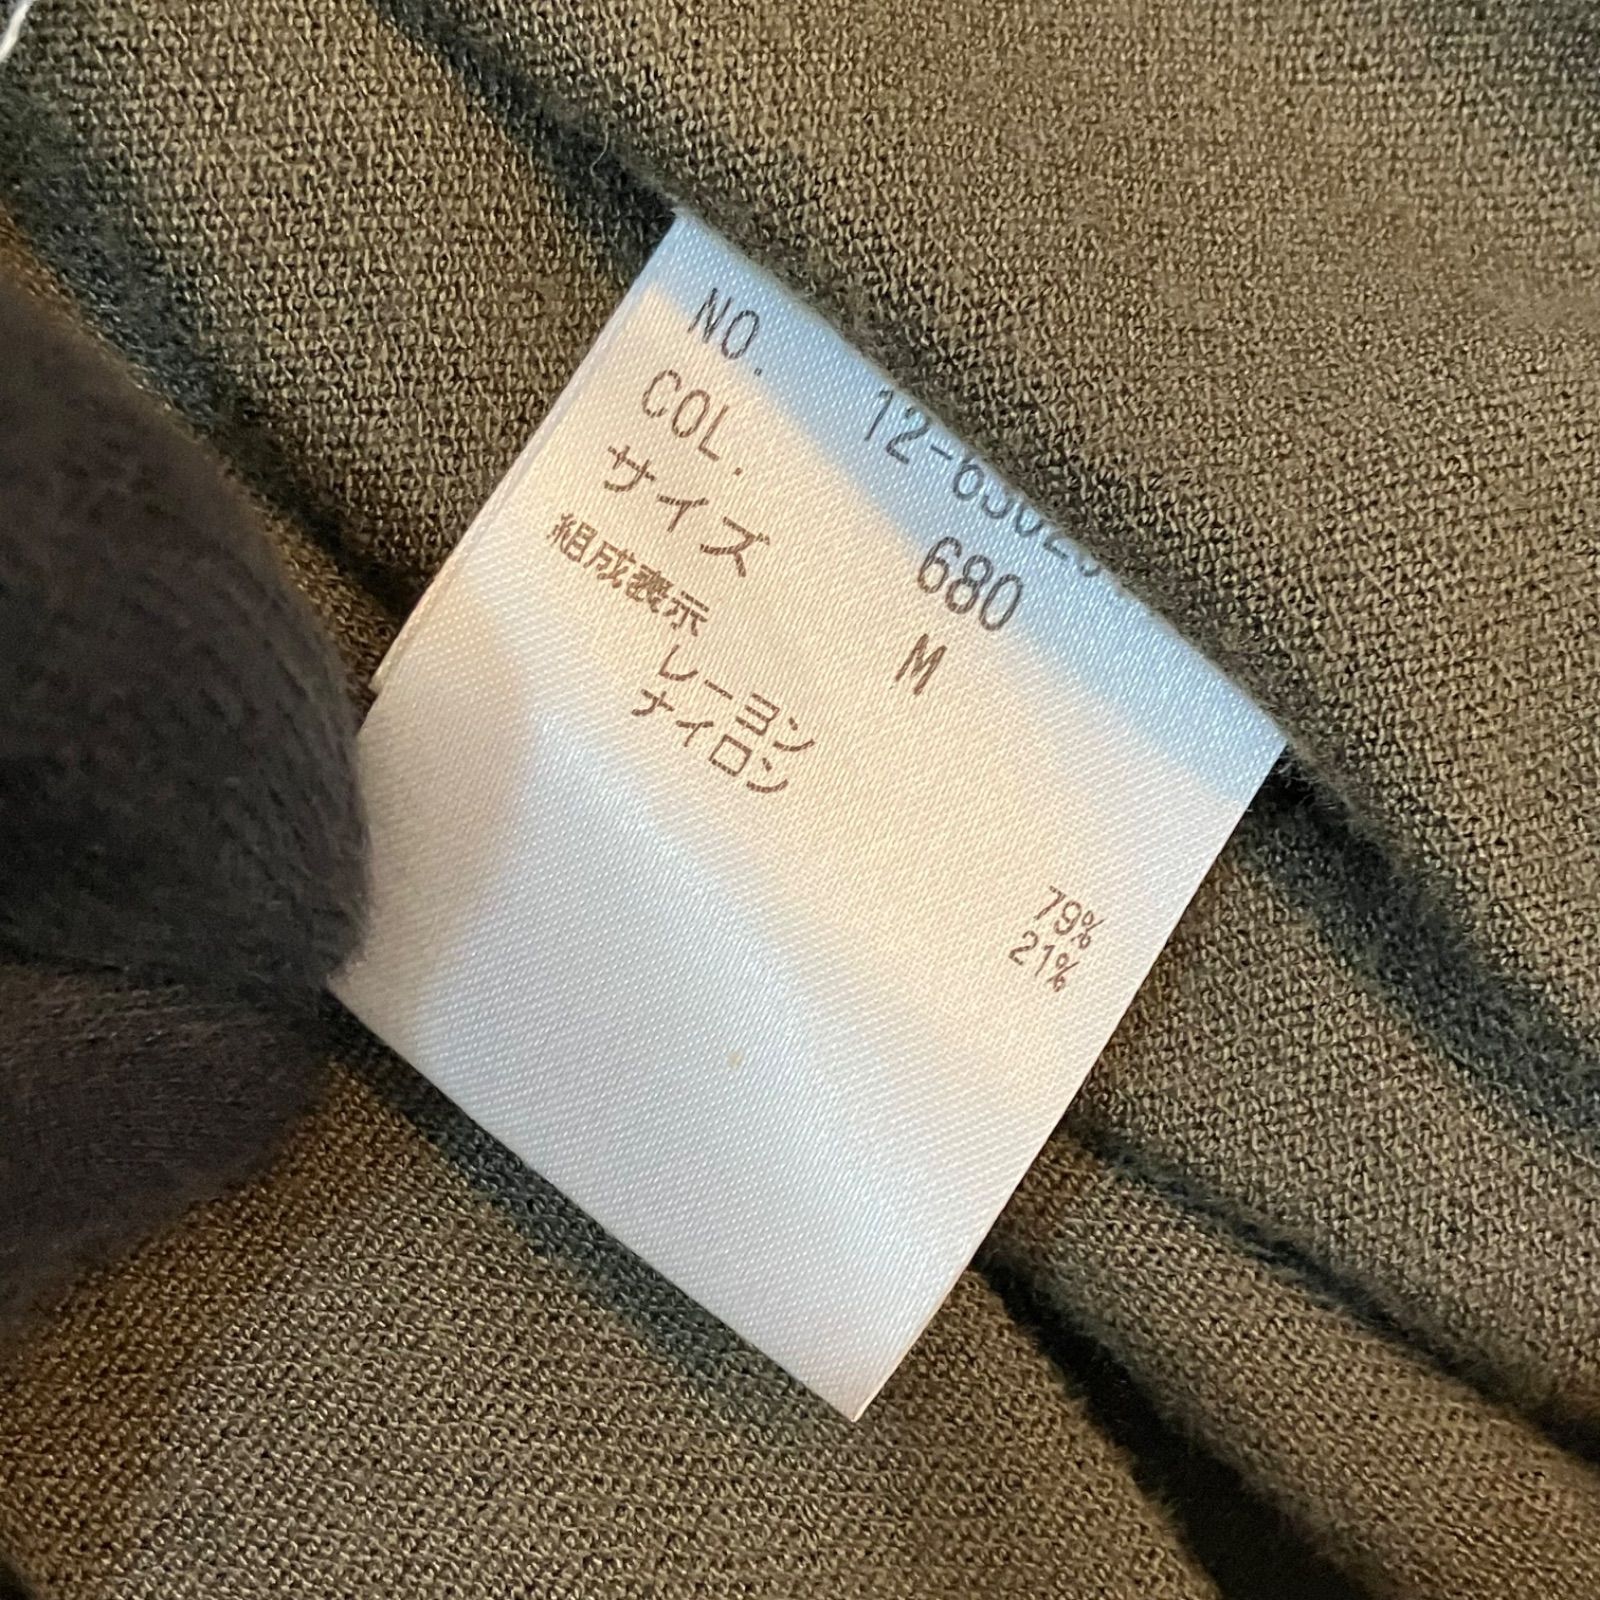 NO.
COL. 680
サイズ M
組成表示
レーヨン 79%
ナイロン 21%